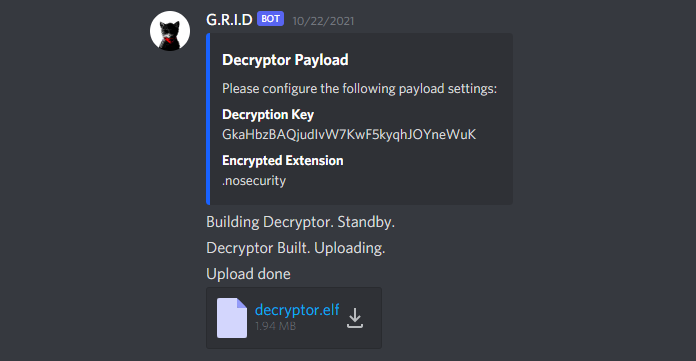 G.R.I.D BOT 10/22/2021
Decryptor Payload
Please configure the following payload settings:
Decryption Key
GkaHbzBAQjudIvW7KwF5kyqhJOYneWuK
Encrypted Extension
.nosecurity
Building Decryptor. Standby.
Decryptor Built. Uploading.
Upload done
decryptor.elf
1.94 MB